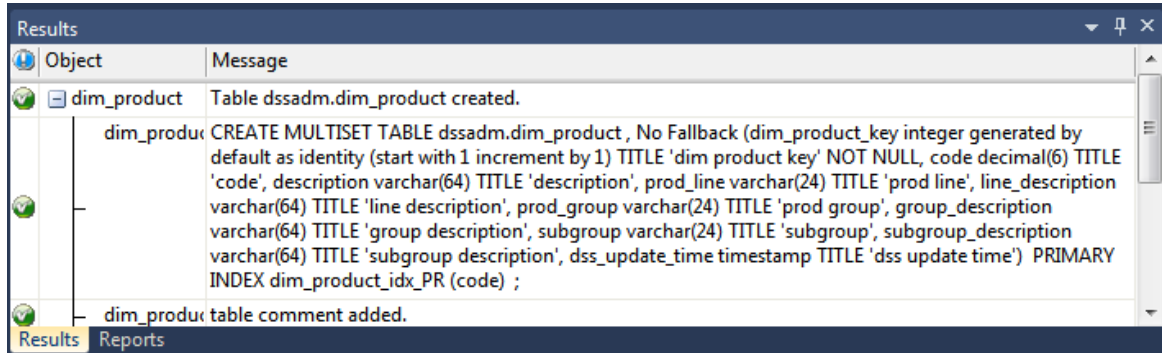 Results
Object Message
dim_product Table dssadm.dim_product created.
dim_produc CREATE MULTISET TABLE dssadm.dim_product , No Fallback (dim_product_key integer generated by
default as identity (start with 1 increment by 1) TITLE 'dim product key' NOT NULL, code decimal(6) TITLE
'code', description varchar(64) TITLE 'description', prod_line varchar(24) TITLE 'prod line', line_description
varchar(64) TITLE 'line description', prod_group varchar(24) TITLE 'prod group', group_description
varchar(64) TITLE 'group description', subgroup varchar(24) TITLE 'subgroup', subgroup_description
varchar(64) TITLE 'subgroup description', dss_update_time timestamp TITLE 'dss update time') PRIMARY
INDEX dim_product_idx_PR (code) ;
dim_produc table comment added.
Results Reports